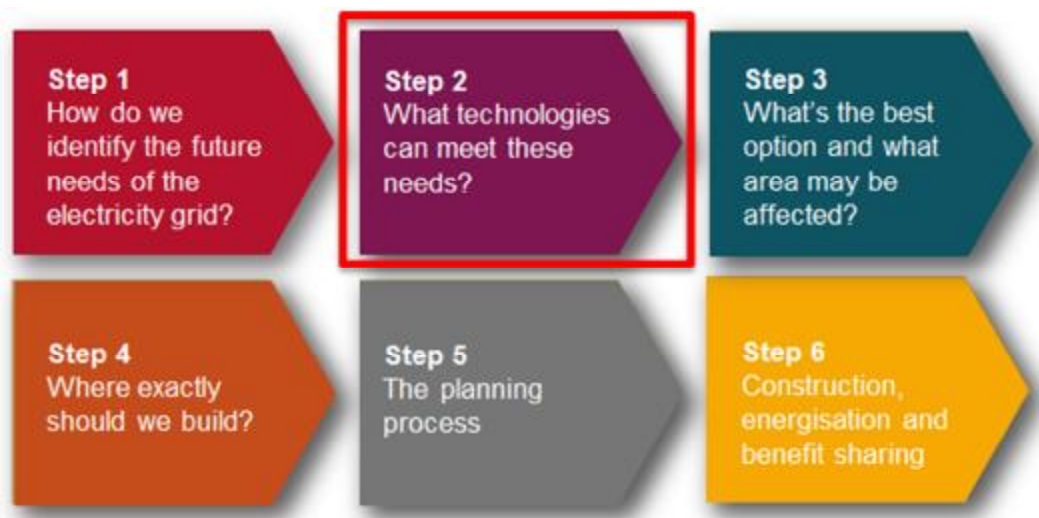 Step 1
How do we
identify the future
needs of the
electricity grid?
Step 2
What technologies
can meet these
needs?
Step 3
What's the best
option and what
area may be
affected?
Step 4
Where exactly
should we build?
Step 5
The planning
process
Step 6
Construction,
energisation and
benefit sharing